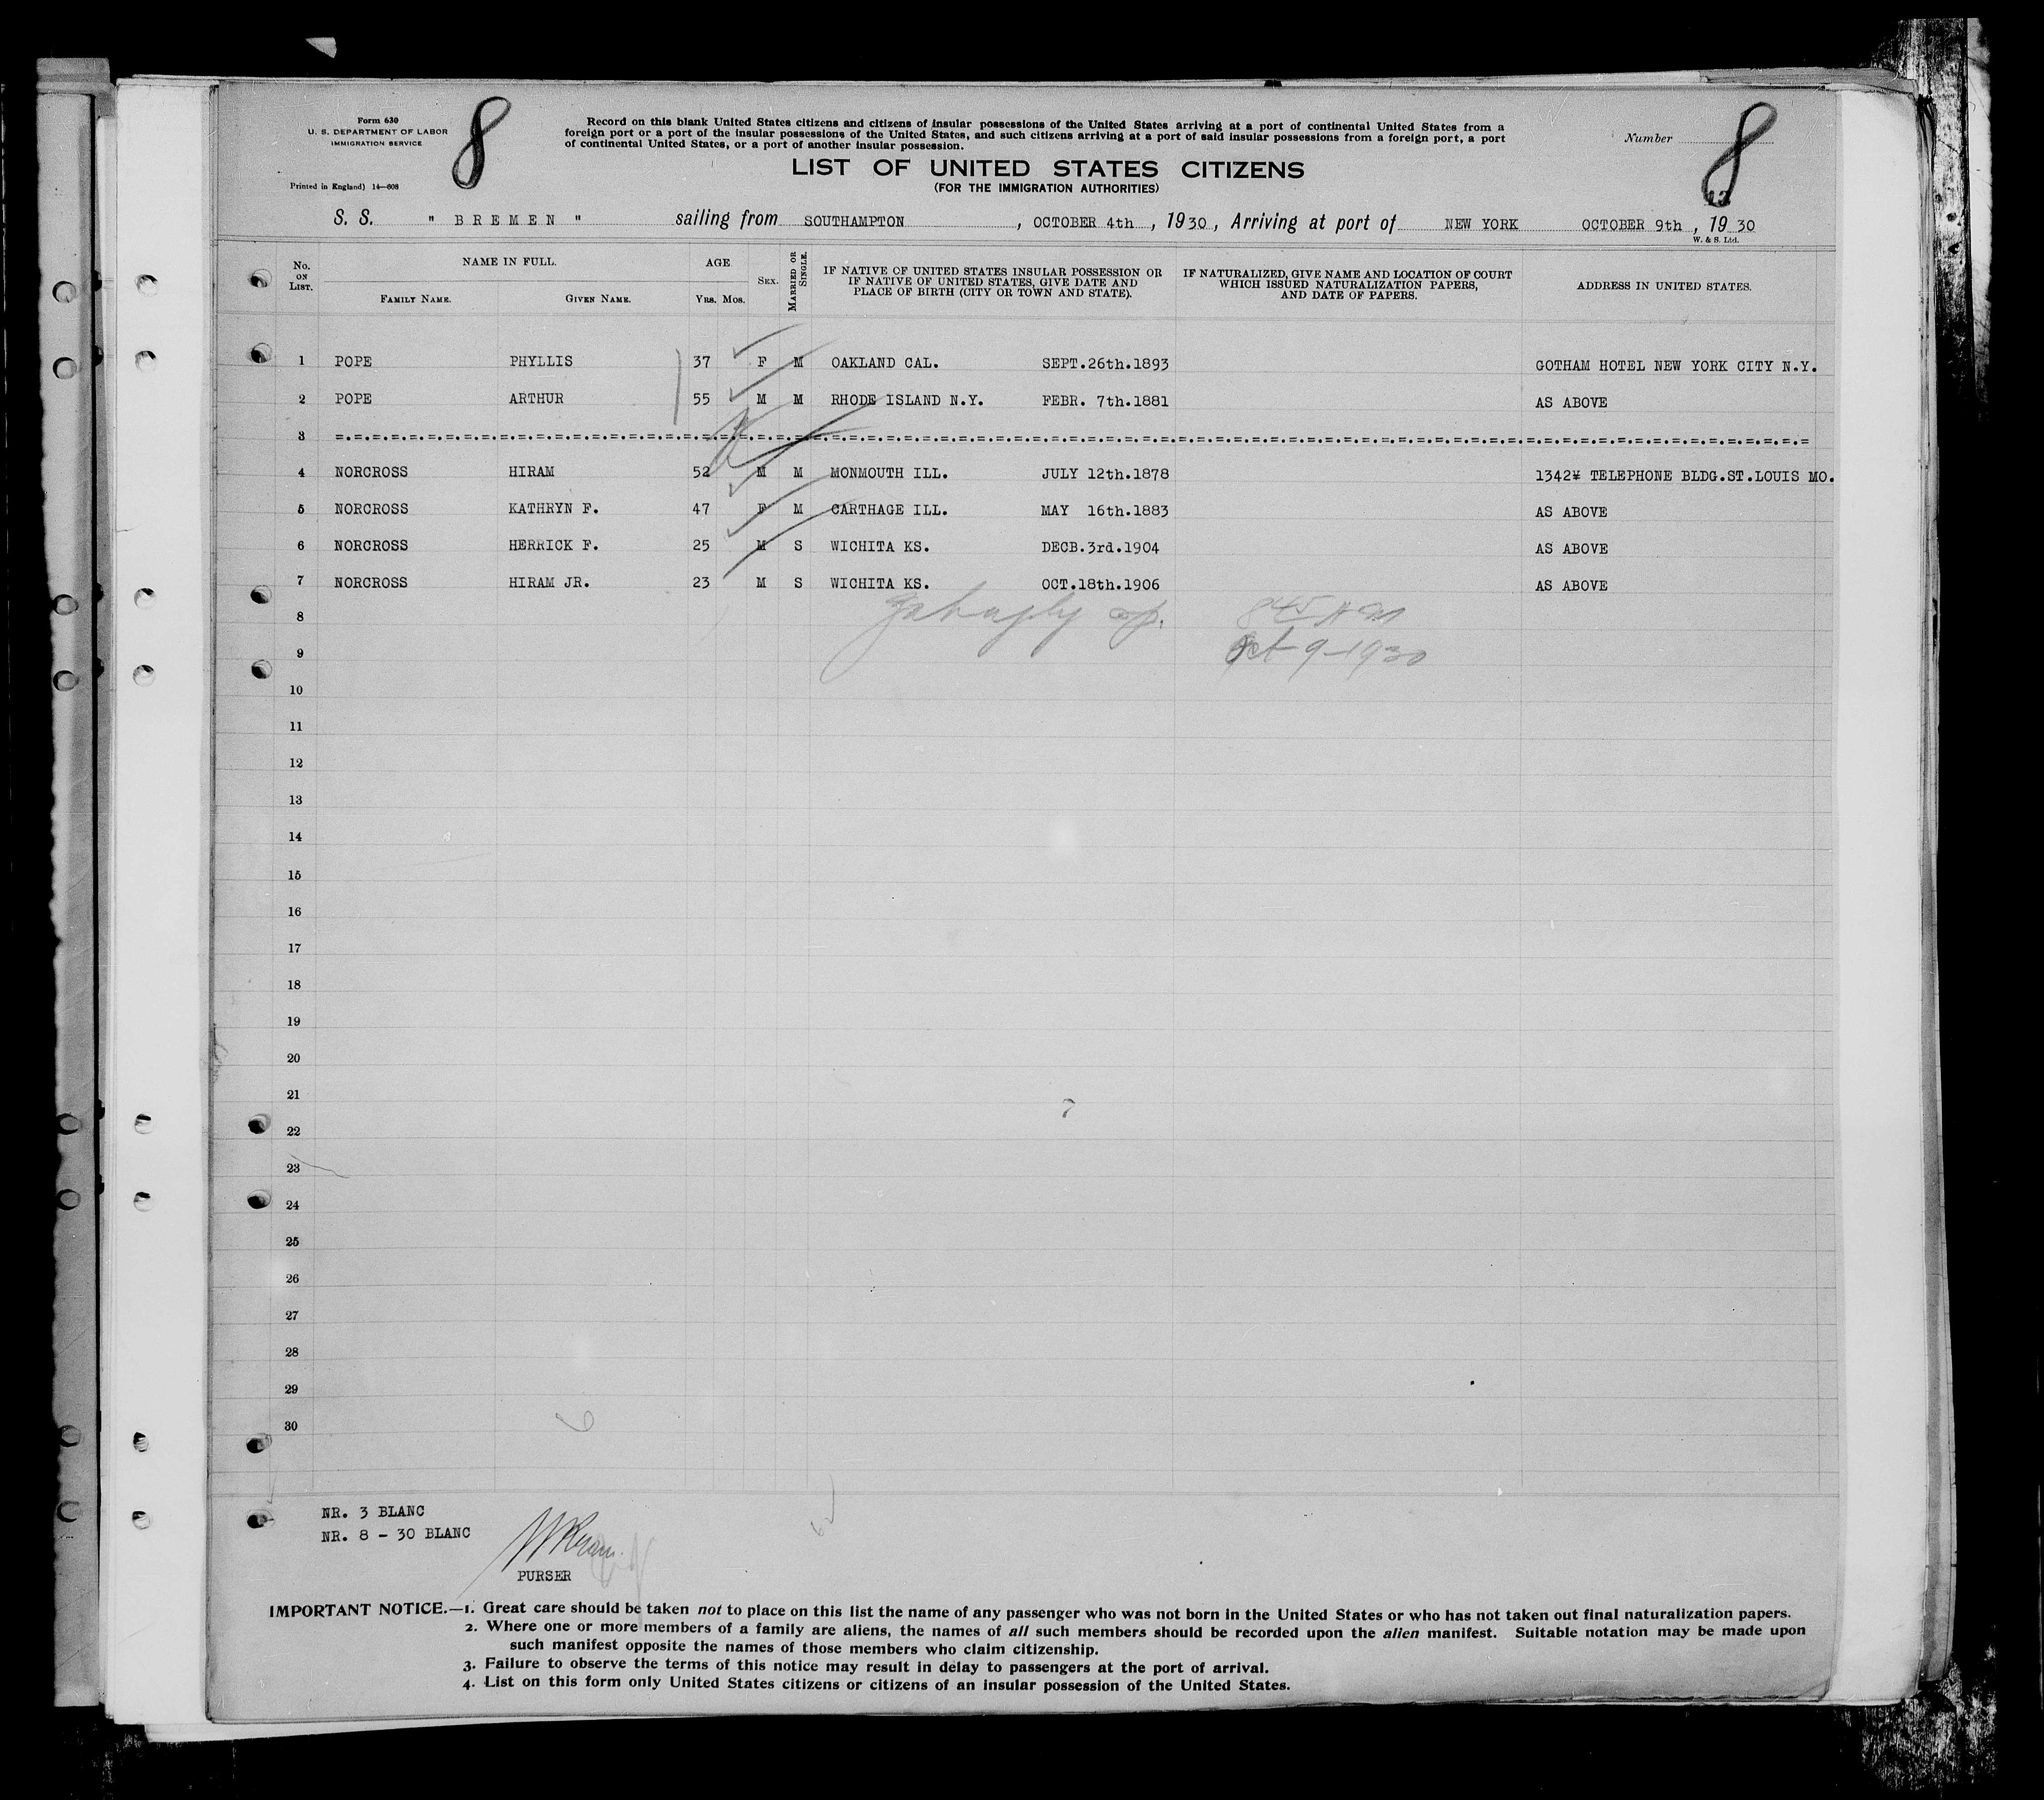 Form 630
U. S. DEPARTMENT OF LABOR
IMMIGRATION SERVICE
Printed in England) 14—608
8
Record on this blank United States citizens and citizens of insular possessions of the United States arriving at a port of continental United States from a
foreign port or a port of the insular possessions of the United States, and such citizens arriving at a port of said insular possessions from a foreign port, a port
of continental United States, or a port of another insular possession.
Number
8
13
LIST OF UNITED STATES CITIZENS
(FOR THE IMMIGRATION AUTHORITIES)
S. S. " BREMEN " sailing from SOUTHAMPTON , OCTOBER 4th , 1930 , Arriving at port of NEW YORK OCTOBER 9th , 19 30
W. & S. Ltd.
No. ON LIST. NAME IN FULL. FAMILY NAME. GIVEN NAME. AGE YRS. MOS. SEX. MARRIED OR SINGLE. IF NATIVE OF UNITED STATES INSULAR POSSESSION OR IF NATIVE OF UNITED STATES, GIVE DATE AND PLACE OF BIRTH (CITY OR TOWN AND STATE). IF NATURALIZED, GIVE NAME AND LOCATION OF COURT WHICH ISSUED NATURALIZATION PAPERS, AND DATE OF PAPERS. ADDRESS IN UNITED STATES.
1 POPE PHYLLIS 37 F M OAKLAND CAL. SEPT.26th.1893 GOTHAM HOTEL NEW YORK CITY N.Y.
2 POPE ARTHUR 55 M M RHODE ISLAND N.Y. FEBR. 7th.1881 AS ABOVE
3
4 NORCROSS HIRAM 52 M M MONMOUTH ILL. JULY 12th.1878 1342¥ TELEPHONE BLDG.ST.LOUIS MO.
5 NORCROSS KATHRYN F. 47 F M CARTHAGE ILL. MAY 16th.1883 AS ABOVE
6 NORCROSS HERRICK F. 25 M S WICHITA KS. DECB.3rd.1904 AS ABOVE
7 NORCROSS HIRAM JR. 23 M S WICHITA KS. OCT.18th.1906 AS ABOVE
8 845 AM
9 Oct 9-1930
10
11
12
13
14
15
16
17
18
19
20
21
22
23
24
25
26
27
28
29
30
NR. 3 BLANC
NR. 8 - 30 BLANC
PURSER
IMPORTANT NOTICE.—1. Great care should be taken not to place on this list the name of any passenger who was not born in the United States or who has not taken out final naturalization papers.
2. Where one or more members of a family are aliens, the names of all such members should be recorded upon the alien manifest. Suitable notation may be made upon
such manifest opposite the names of those members who claim citizenship.
3. Failure to observe the terms of this notice may result in delay to passengers at the port of arrival.
4. List on this form only United States citizens or citizens of an insular possession of the United States.